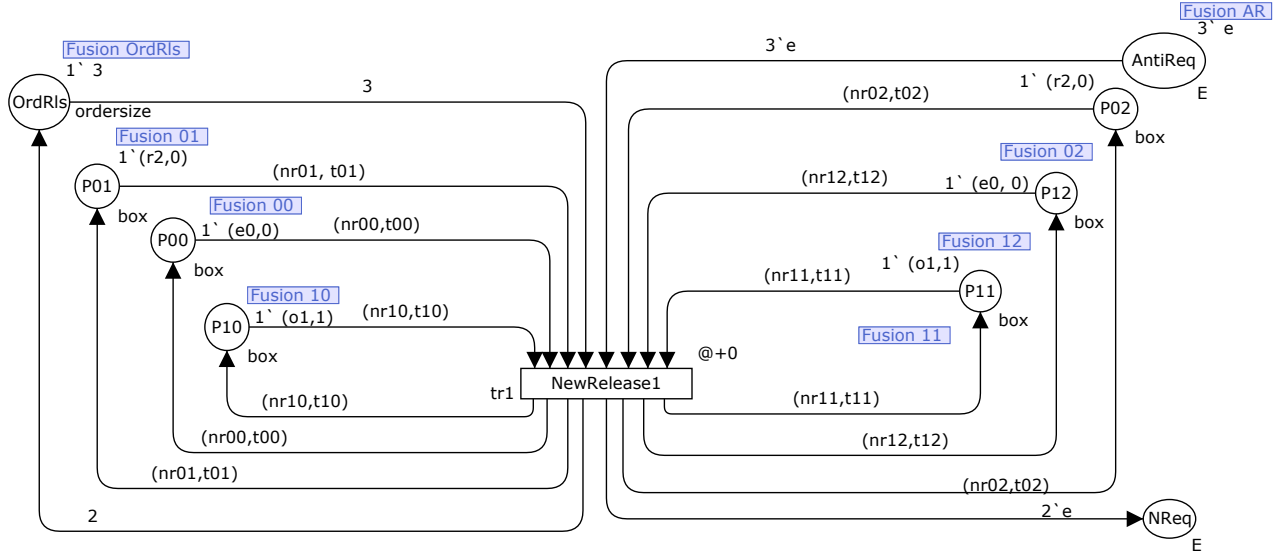 Fusion AR
3` e
AntiReq
E
3`e
Fusion OrdRls
1` 3
OrdRls
ordersize
3
1` (r2,0)
(nr02,t02)
P02
box
Fusion 01
1`(r2,0)
P01
box
(nr01, t01)
Fusion 02
1` (e0, 0)
(nr12,t12)
P12
box
Fusion 00
1` (e0,0)
P00
box
(nr00,t00)
Fusion 12
1` (o1,1)
(nr11,t11)
P11
box
Fusion 10
1` (o1,1)
P10
box
(nr10,t10)
Fusion 11
@+0
NewRelease1
tr1
(nr10,t10)
(nr11,t11)
(nr00,t00)
(nr12,t12)
(nr01,t01)
(nr02,t02)
2
2`e
NReq
E